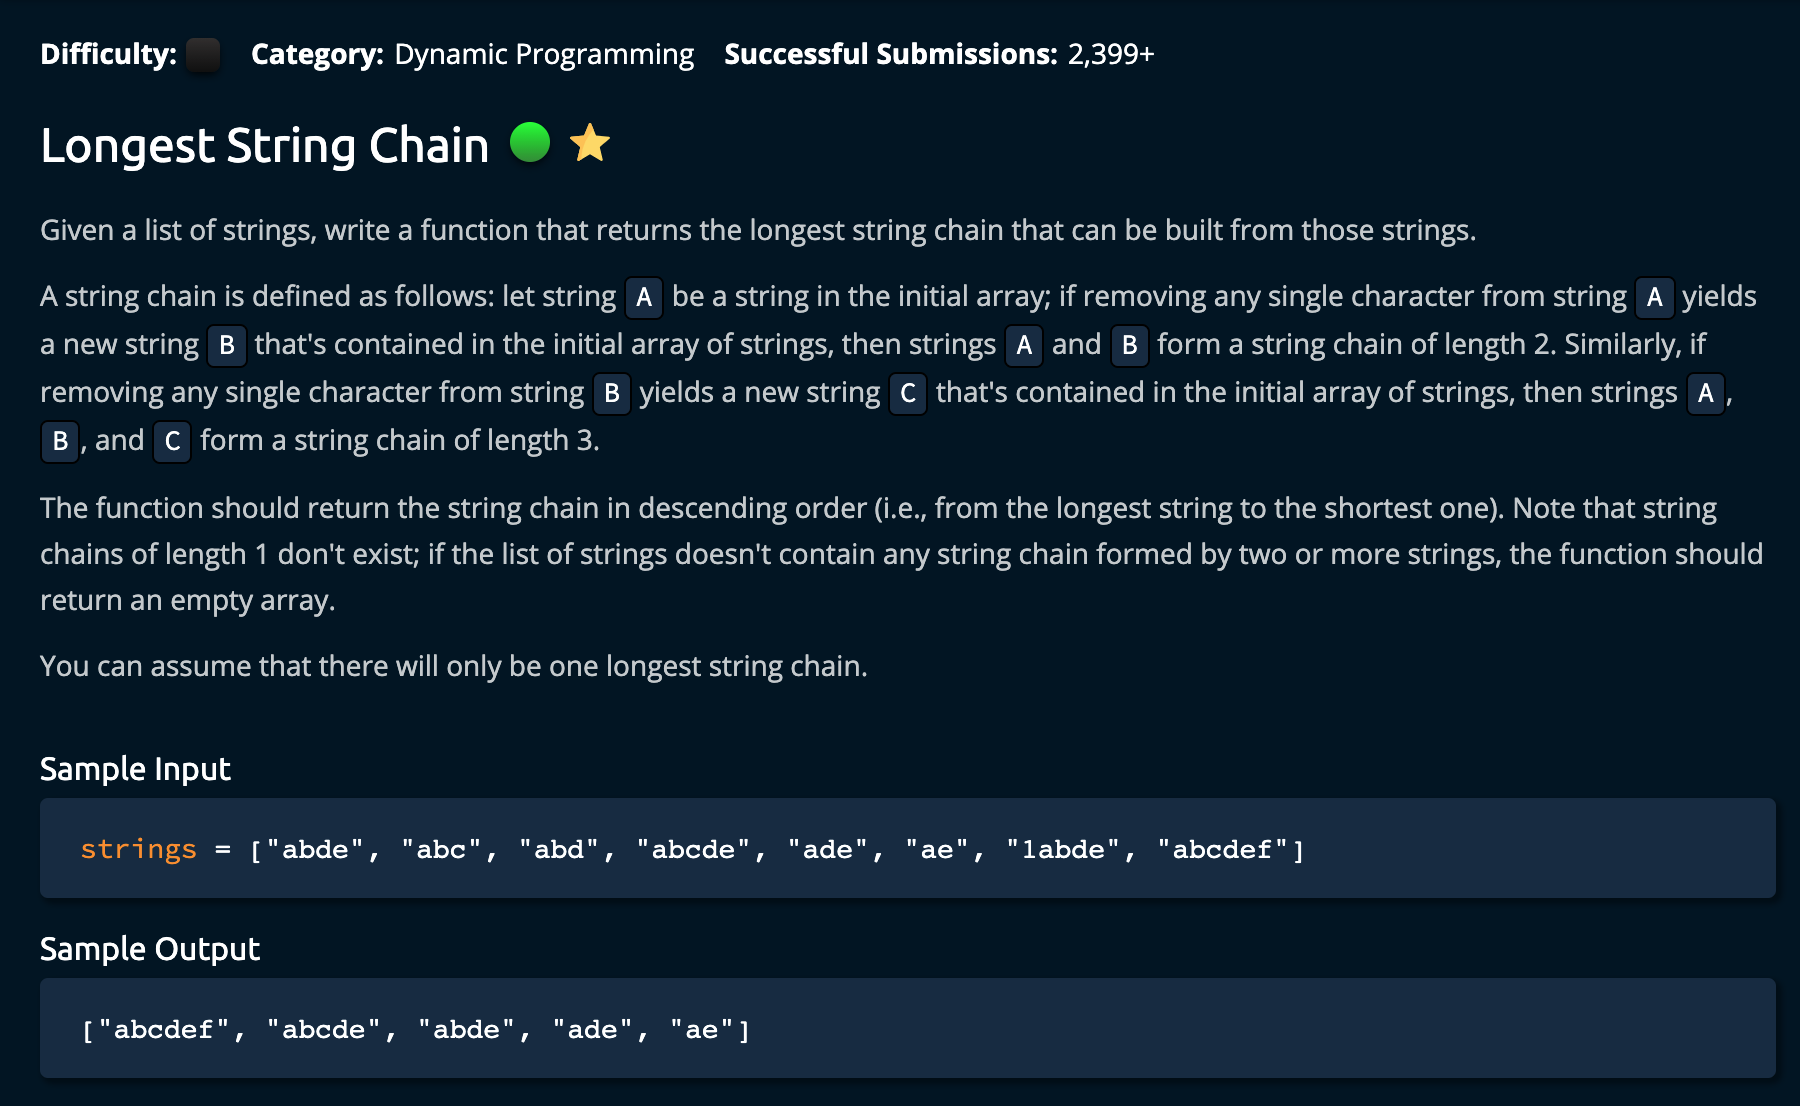 Difficulty: Category: Dynamic Programming Successful Submissions: 2,399+
Longest String Chain
Given a list of strings, write a function that returns the longest string chain that can be built from those strings.
A string chain is defined as follows: let string A be a string in the initial array; if removing any single character from string A yields
a new string B that's contained in the initial array of strings, then strings A and B form a string chain of length 2. Similarly, if
removing any single character from string B yields a new string C that's contained in the initial array of strings, then strings A,
B, and C form a string chain of length 3.
The function should return the string chain in descending order (i.e., from the longest string to the shortest one). Note that string
chains of length 1 don't exist; if the list of strings doesn't contain any string chain formed by two or more strings, the function should
return an empty array.
You can assume that there will only be one longest string chain.
Sample Input
strings = ["abde", "abc", "abd", "abcde", "ade", "ae", "1abde", "abcdef"]
Sample Output
["abcdef", "abcde", "abde", "ade", "ae"]